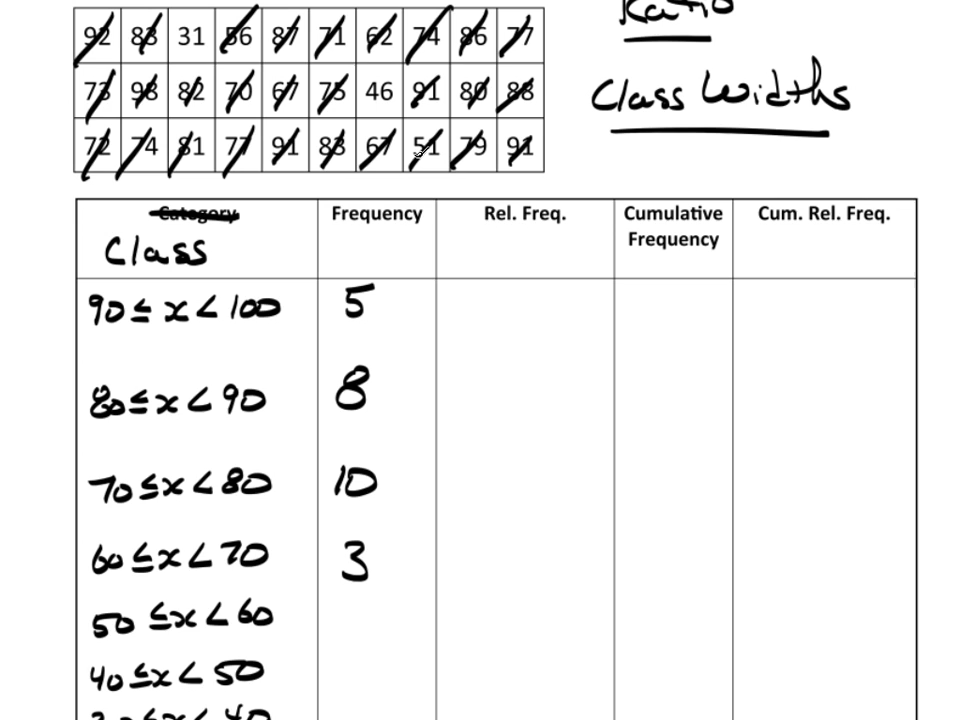 Ratio
92 83 31 56 87 71 62 74 86 77
73 98 82 70 67 75 46 91 80 88
Class Widths
72 74 81 77 91 83 67 51 79 91
Category Frequency Rel. Freq. Cumulative Frequency Cum. Rel. Freq.
Class
90 ≤ x < 100 5
80 ≤ x < 90 8
70 ≤ x < 80 10
60 ≤ x < 70 3
50 ≤ x < 60
40 ≤ x < 50